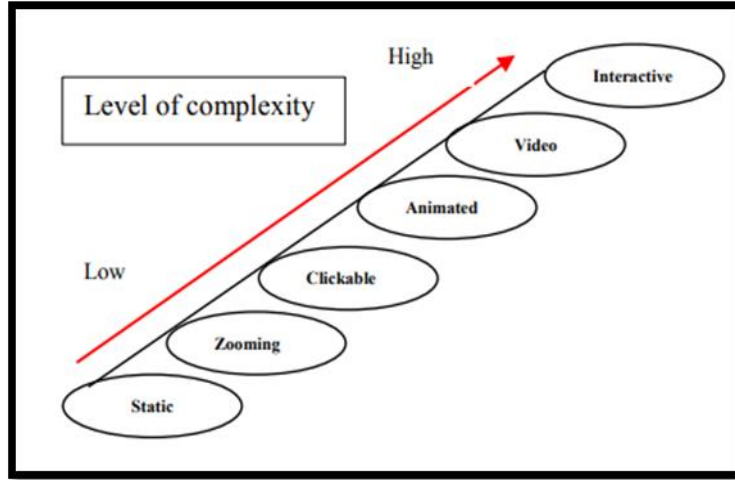 High
Interactive
Level of complexity
Video
Animated
Low
Clickable
Zooming
Static